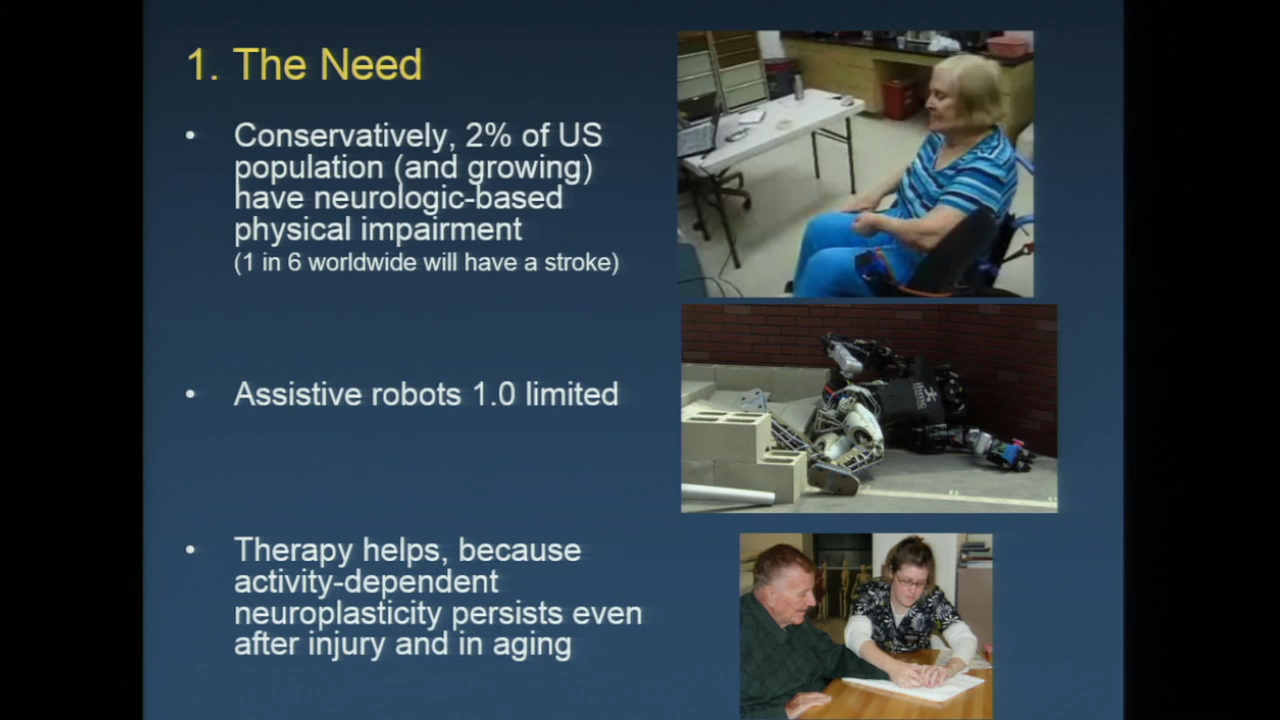 1. The Need
• Conservatively, 2% of US
population (and growing)
have neurologic-based
physical impairment
(1 in 6 worldwide will have a stroke)
• Assistive robots 1.0 limited
ihmc
• Therapy helps, because
activity-dependent
neuroplasticity persists even
after injury and in aging